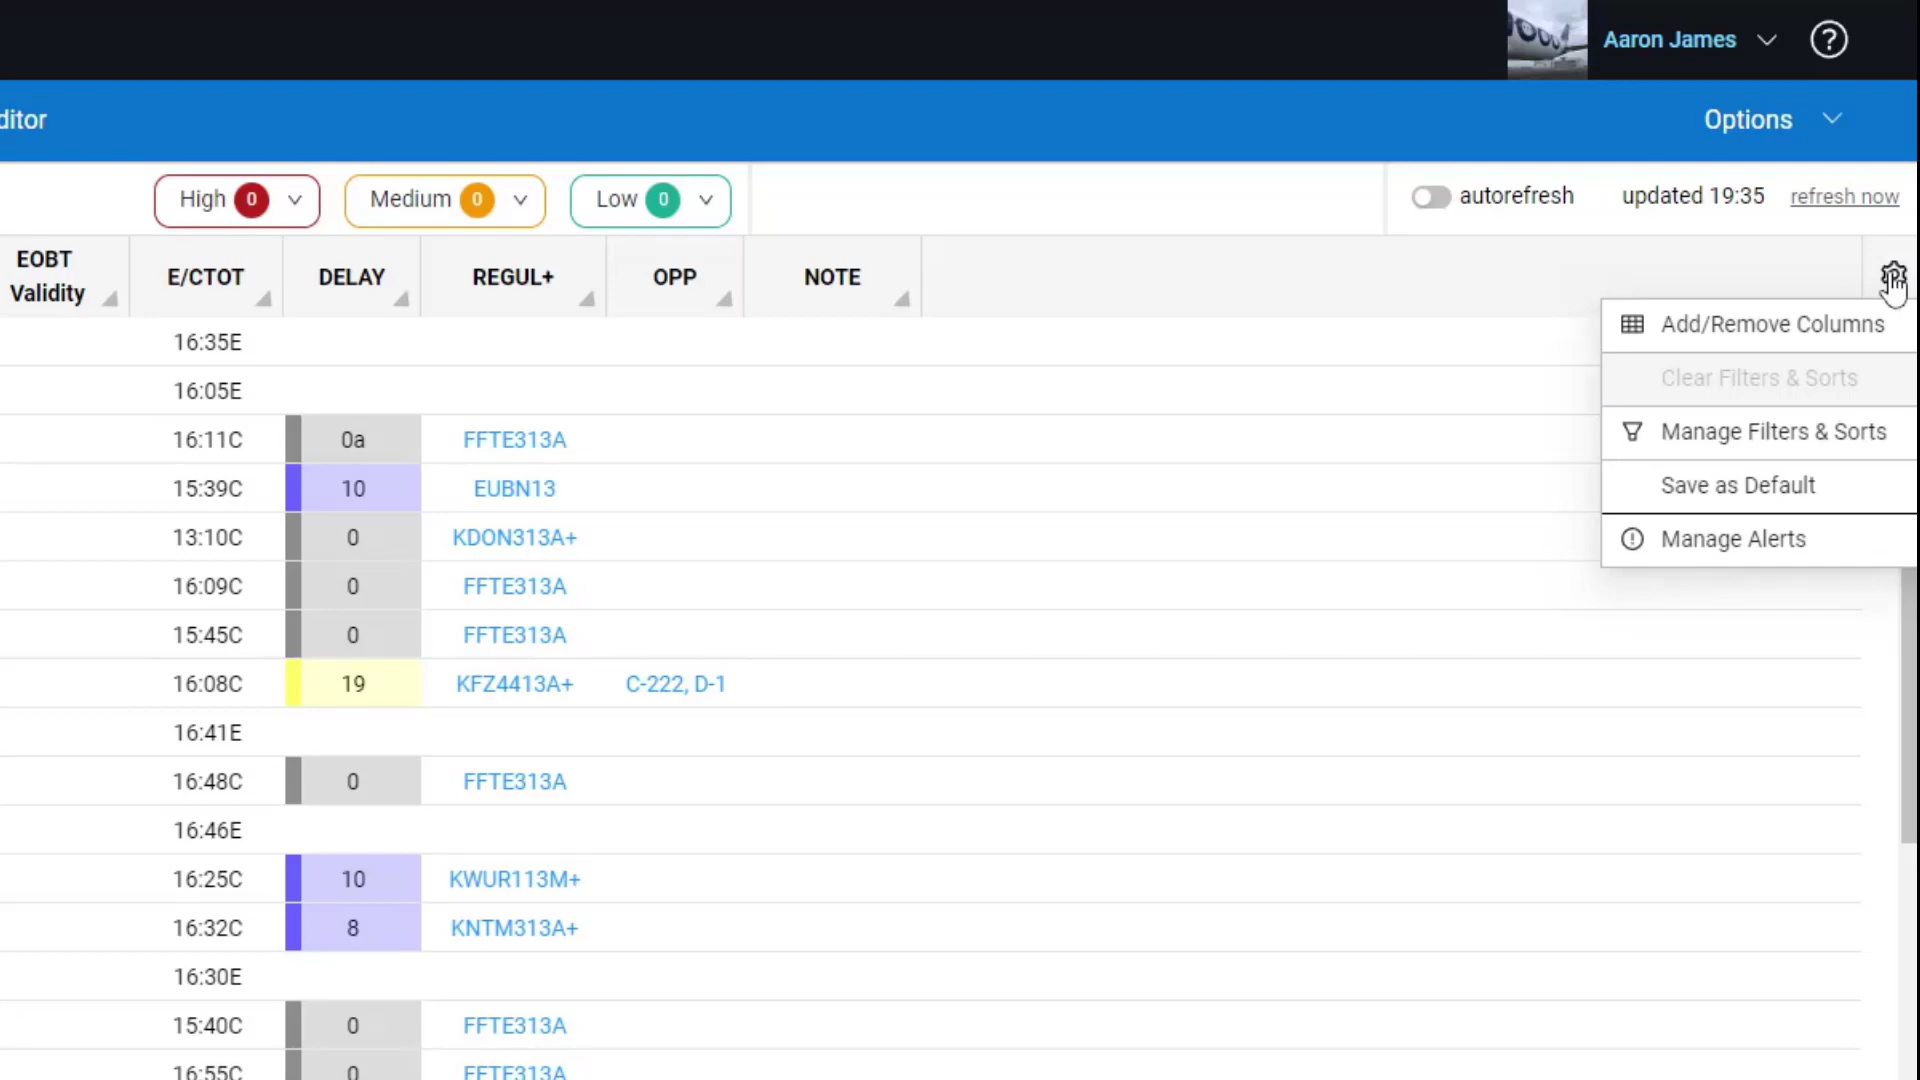 Aaron James ?
ditor Options
High 0 Medium 0 Low 0 autorefresh updated 19:35 refresh now
EOBT Validity E/CTOT DELAY REGUL+ OPP NOTE
Add/Remove Columns
Clear Filters & Sorts
Manage Filters & Sorts
Save as Default
Manage Alerts
16:35E
16:05E
16:11C 0a FFTE313A
15:39C 10 EUBN13
13:10C 0 KDON313A+
16:09C 0 FFTE313A
15:45C 0 FFTE313A
16:08C 19 KFZ4413A+ C-222, D-1
16:41E
16:48C 0 FFTE313A
16:46E
16:25C 10 KWUR113M+
16:32C 8 KNTM313A+
16:30E
15:40C 0 FFTE313A
16:55C 0 FFTE313A